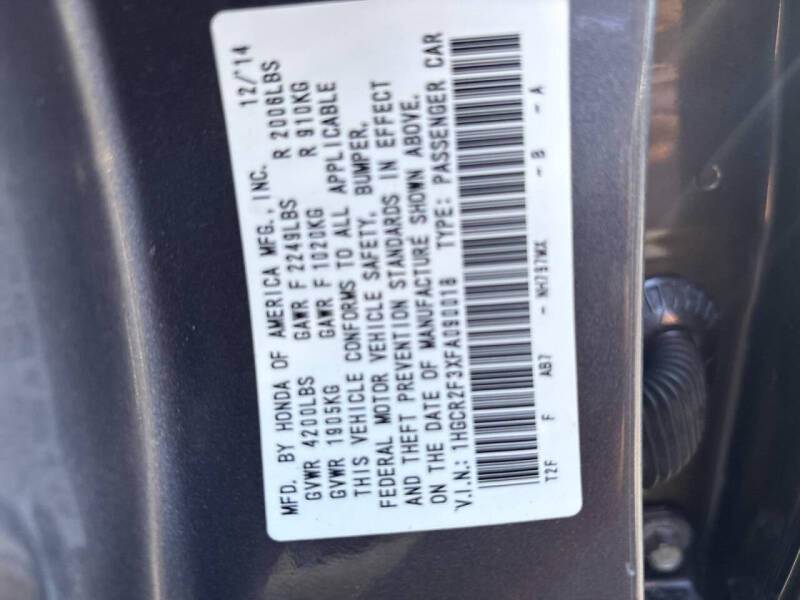 MFD. BY HONDA OF AMERICA MFG., INC. 12/'14
GVWR 4200LBS GAWR F 2249LBS R 2006LBS
GVWR 1905KG GAWR F 1020KG R 910KG
THIS VEHICLE CONFORMS TO ALL APPLICABLE
FEDERAL MOTOR VEHICLE SAFETY, BUMPER,
AND THEFT PREVENTION STANDARDS IN EFFECT
ON THE DATE OF MANUFACTURE SHOWN ABOVE.
V.I.N.: 1HGCR2F3XFA090018 TYPE: PASSENGER CAR
T2F F AB7 - NH797MX - B - A